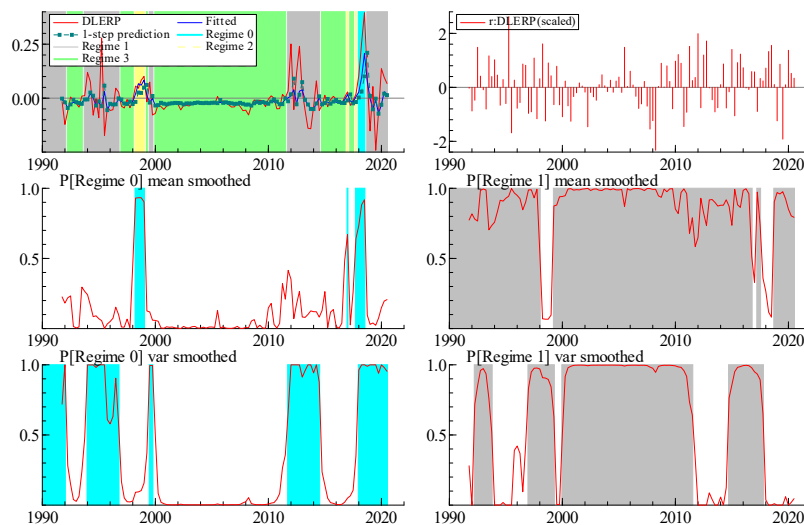 DLERP Fitted
1-step prediction Regime 0
Regime 1 Regime 2
Regime 3
0.25
0.00
1990 2000 2010 2020
r:DLERP(scaled)
2
0
-2
1990 2000 2010 2020
P[Regime 0] mean smoothed
1.0
0.5
1990 2000 2010 2020
P[Regime 1] mean smoothed
1.0
0.5
1990 2000 2010 2020
P[Regime 0] var smoothed
1.0
0.5
1990 2000 2010 2020
P[Regime 1] var smoothed
1.0
0.5
1990 2000 2010 2020